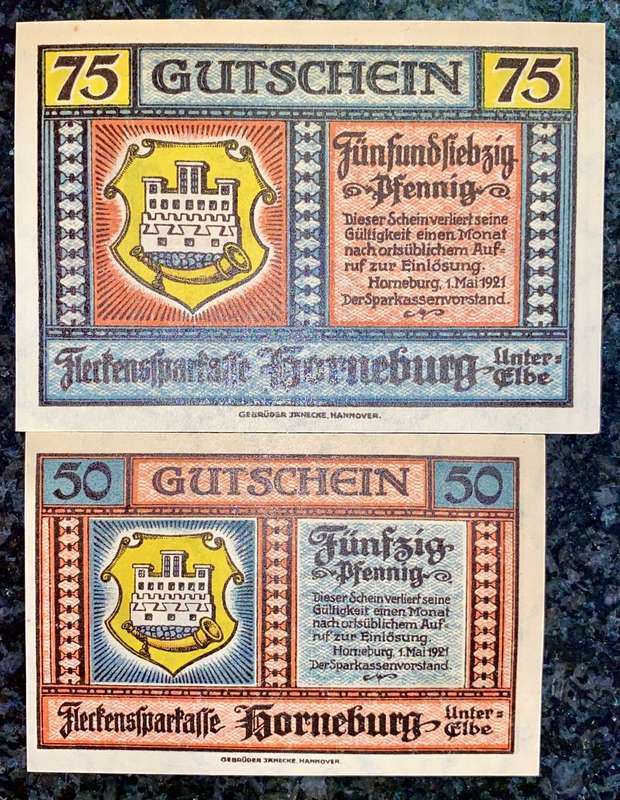 75 GUTSCHEIN 75
Fünfundsiebzig
Pfennig
Dieser Schein verliert seine
Gültigkeit einen Monat
nach ortsüblichem Auf=
ruf zur Einlösung.
Horneburg, 1. Mai 1921
Der Sparkassenvorstand.
Fleckenssparkasse Horneburg Unter=
Elbe
GEBRÜDER JÄNECKE, HANNOVER.
50 GUTSCHEIN 50
Fünfzig
Pfennig
Dieser Schein verliert seine
Gültigkeit einen Monat
nach ortsüblichem Auf=
ruf zur Einlösung.
Horneburg, 1. Mai 1921
Der Sparkassenvorstand.
Fleckenssparkasse Horneburg Unter=
Elbe
GEBRÜDER JÄNECKE, HANNOVER.